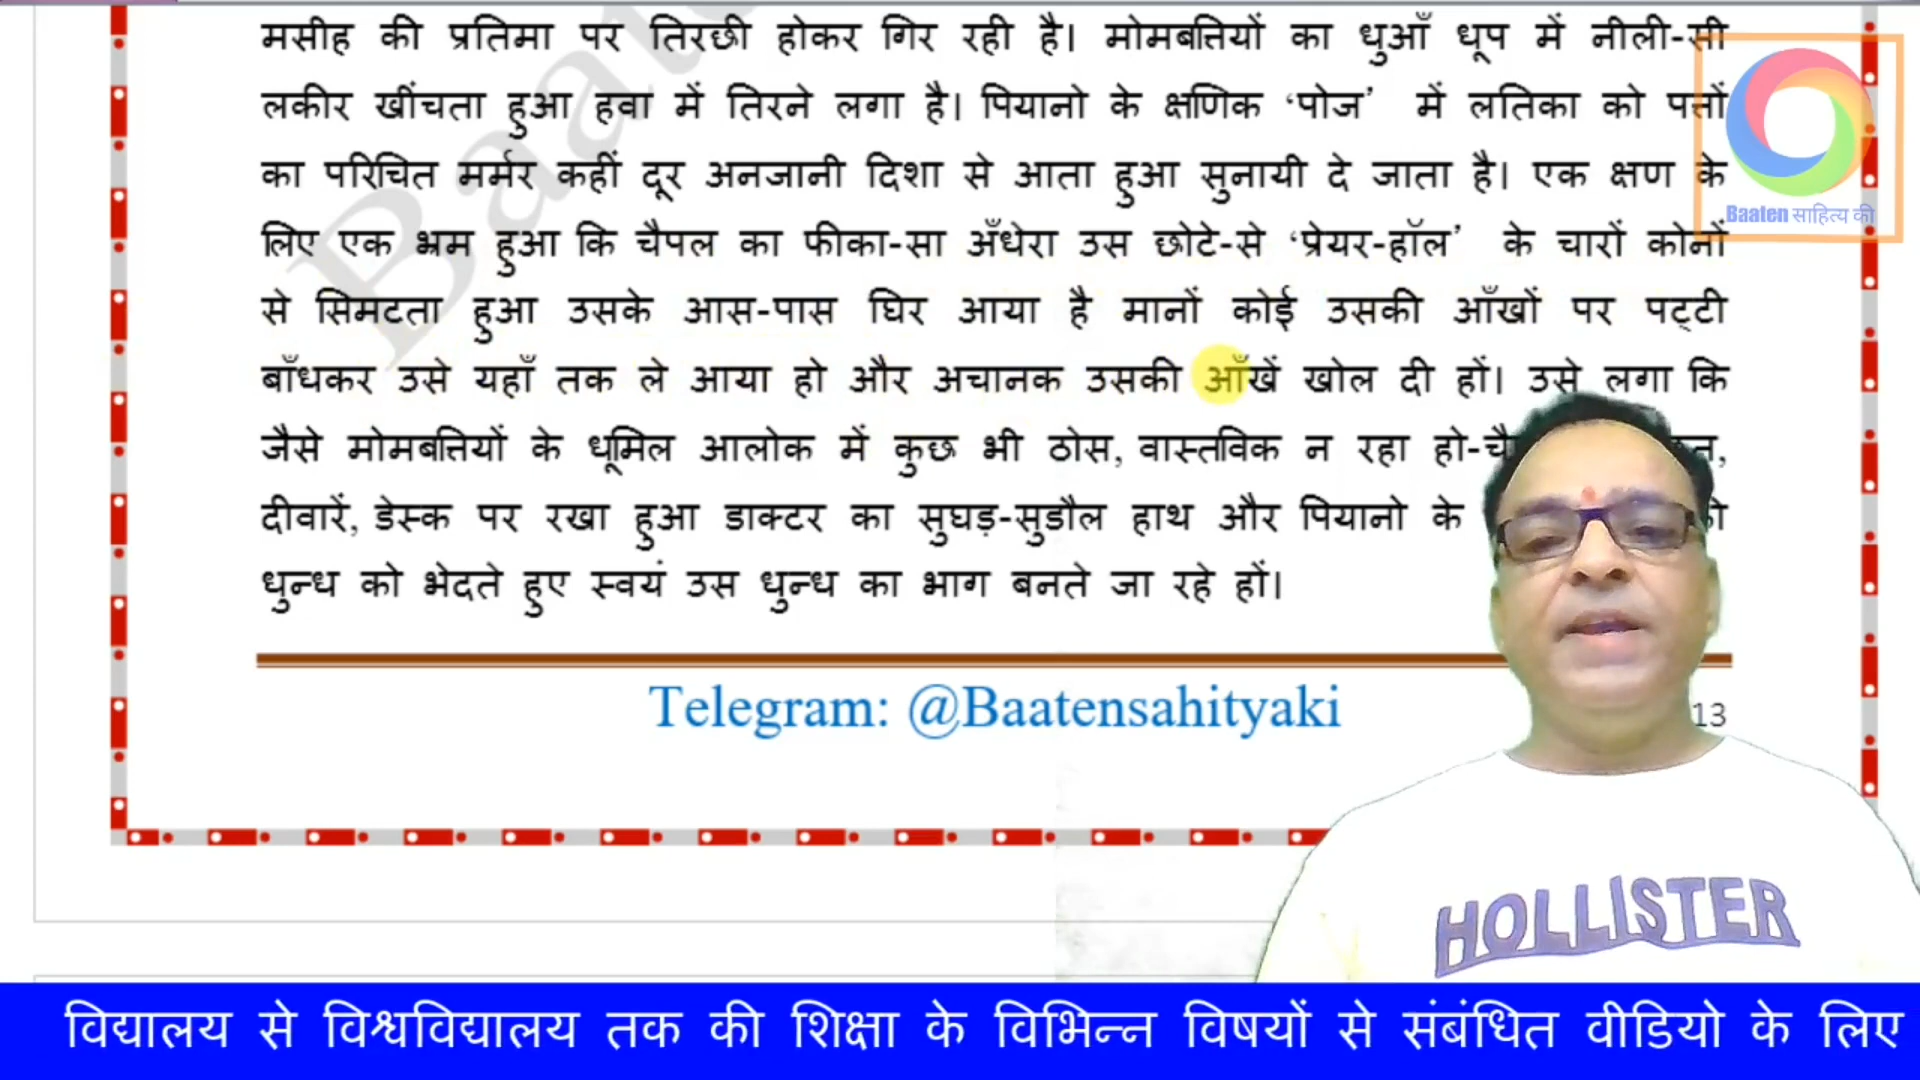 मसीह की प्रतिमा पर तिरछी होकर गिर रही है। मोमबत्तियों का धुआँ धूप में नीली-सी
लकीर खींचता हुआ हवा में तिरने लगा है। पियानो के क्षणिक ‘पोज’ में लतिका को पत्तों
का परिचित मर्मर कहीं दूर अनजानी दिशा से आता हुआ सुनायी दे जाता है। एक क्षण के
लिए एक भ्रम हुआ कि चैपल का फीका-सा अँधेरा उस छोटे-से ‘प्रेयर-हॉल’ के चारों कोनों
से सिमटता हुआ उसके आस-पास घिर आया है मानों कोई उसकी आँखों पर पट्टी
बाँधकर उसे यहाँ तक ले आया हो और अचानक उसकी आँखें खोल दी हों। उसे लगा कि
जैसे मोमबत्तियों के धूमिल आलोक में कुछ भी ठोस, वास्तविक न रहा हो-
दीवारें, डेस्क पर रखा हुआ डाक्टर का सुघड़-सुडौल हाथ और पियानो के
धुन्ध को भेदते हुए स्वयं उस धुन्ध का भाग बनते जा रहे हों।
Baaten साहित्य की
Telegram: @Baatensahityaki
13
HOLLISTER
विद्यालय से विश्वविद्यालय तक की शिक्षा के विभिन्न विषयों से संबंधित वीडियो के लिए